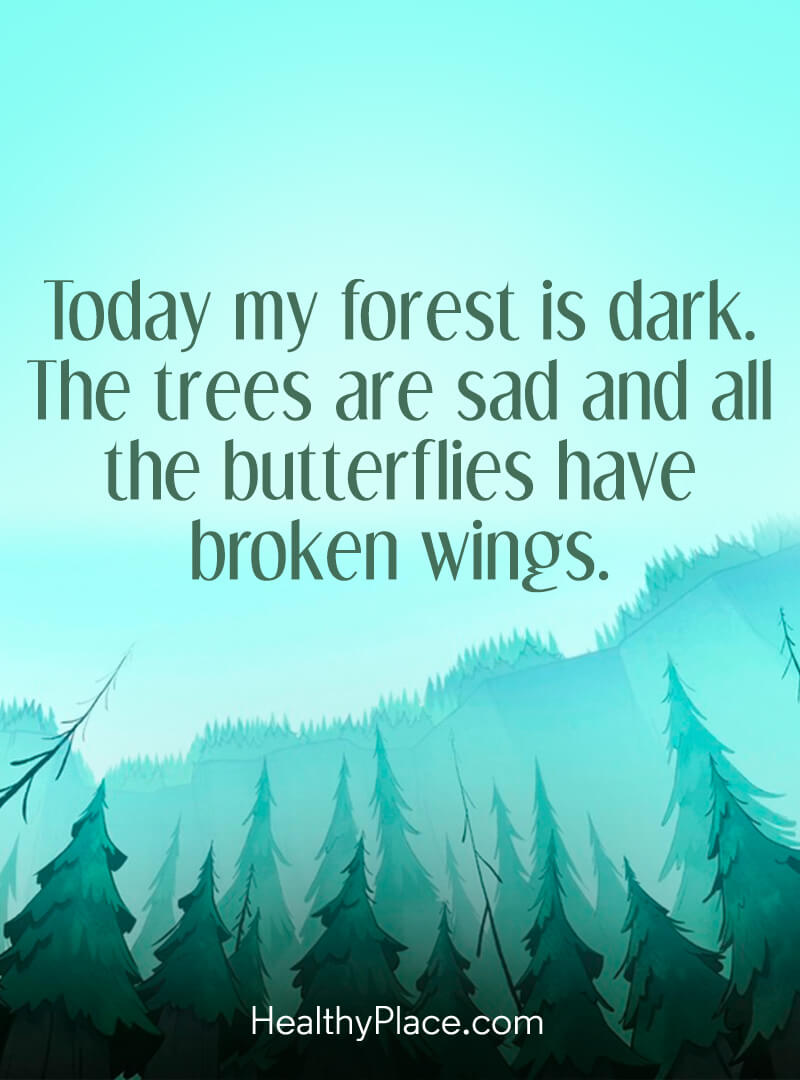 Today my forest is dark.
The trees are sad and all
the butterflies have
broken wings.
HealthyPlace.com